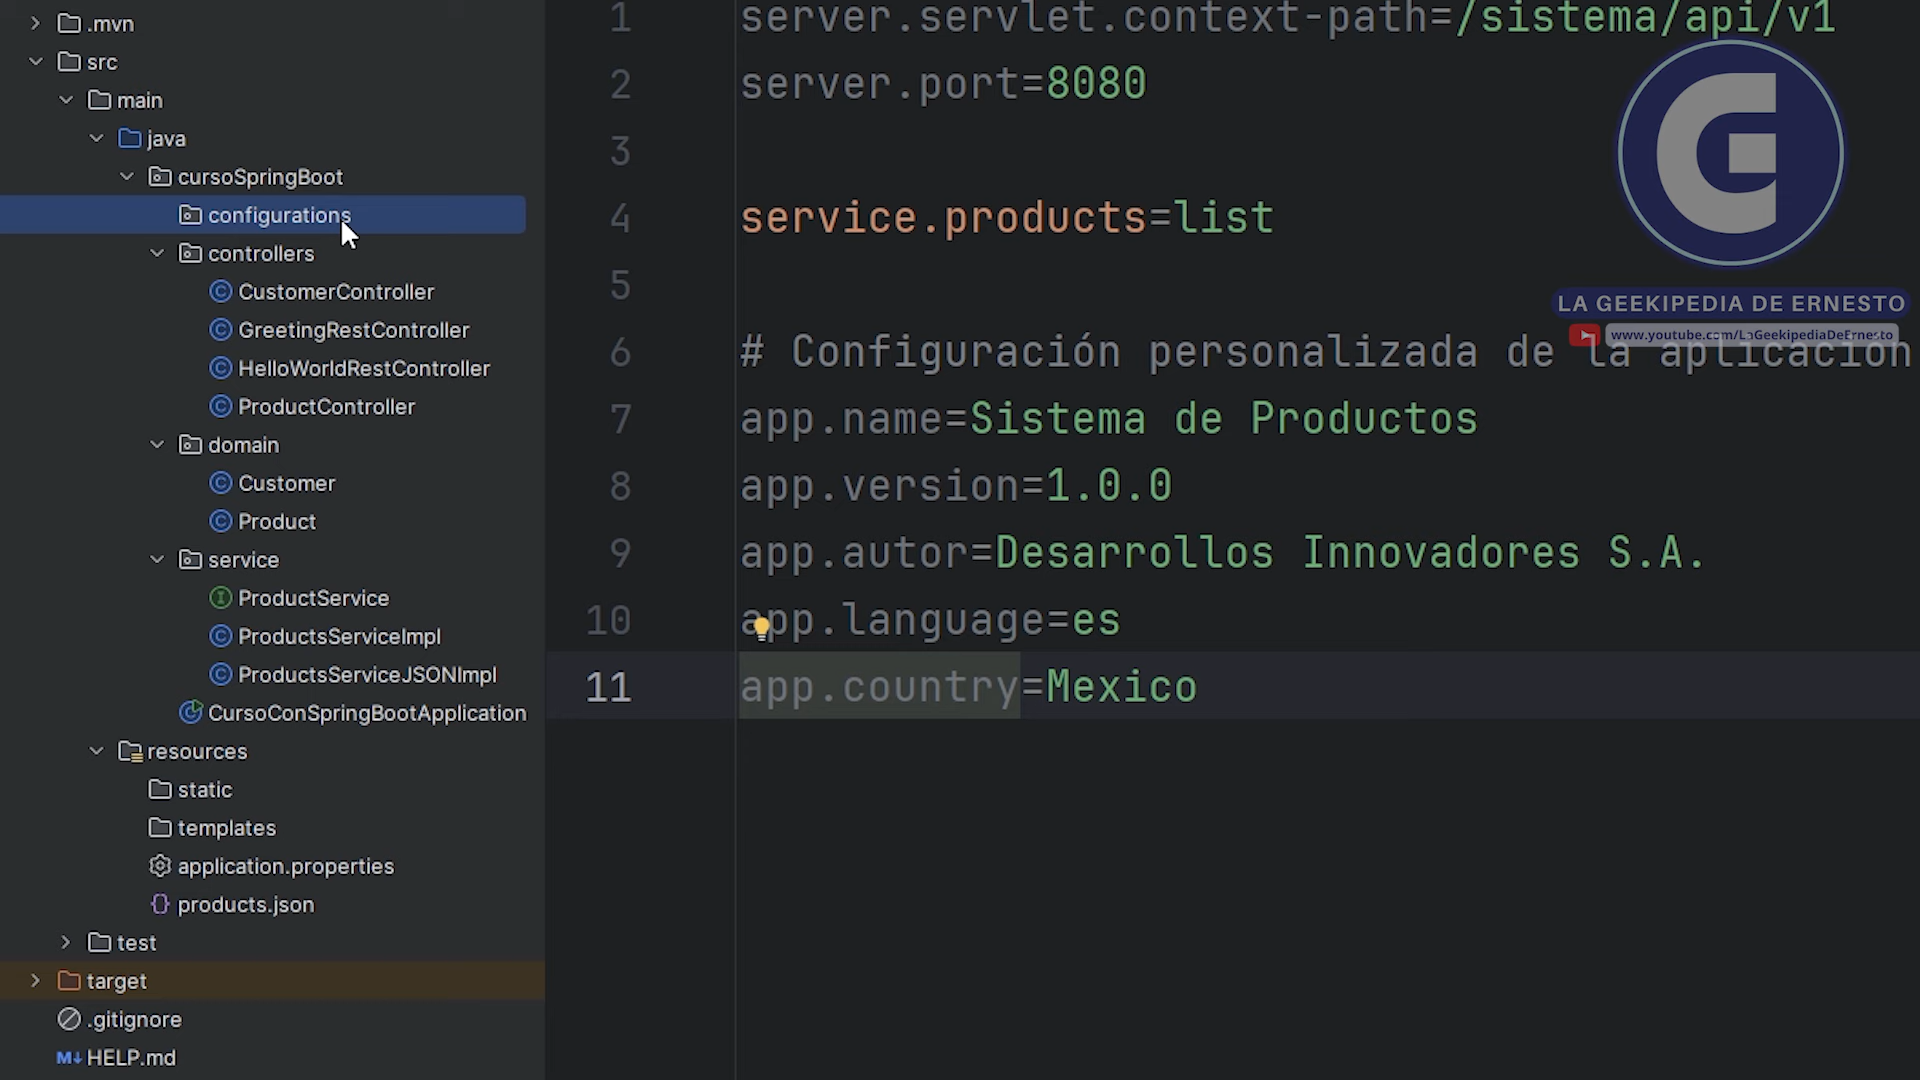 .mvn
src
main
java
cursoSpringBoot
configurations
controllers
CustomerController
GreetingRestController
HelloWorldRestController
ProductController
domain
Customer
Product
service
ProductService
ProductsServiceImpl
ProductsServiceJSONImpl
CursoConSpringBootApplication
resources
static
templates
application.properties
products.json
test
target
.gitignore
HELP.md
1 server.servlet.context-path=/sistema/api/v1
2 server.port=8080
3
4 service.products=list
5
6 # Configuración personalizada de la aplicación
7 app.name=Sistema de Productos
8 app.version=1.0.0
9 app.autor=Desarrollos Innovadores S.A.
10 app.language=es
11 app.country=Mexico
LA GEEKIPEDIA DE ERNESTO
www.youtube.com/LaGeekipediaDeErnesto